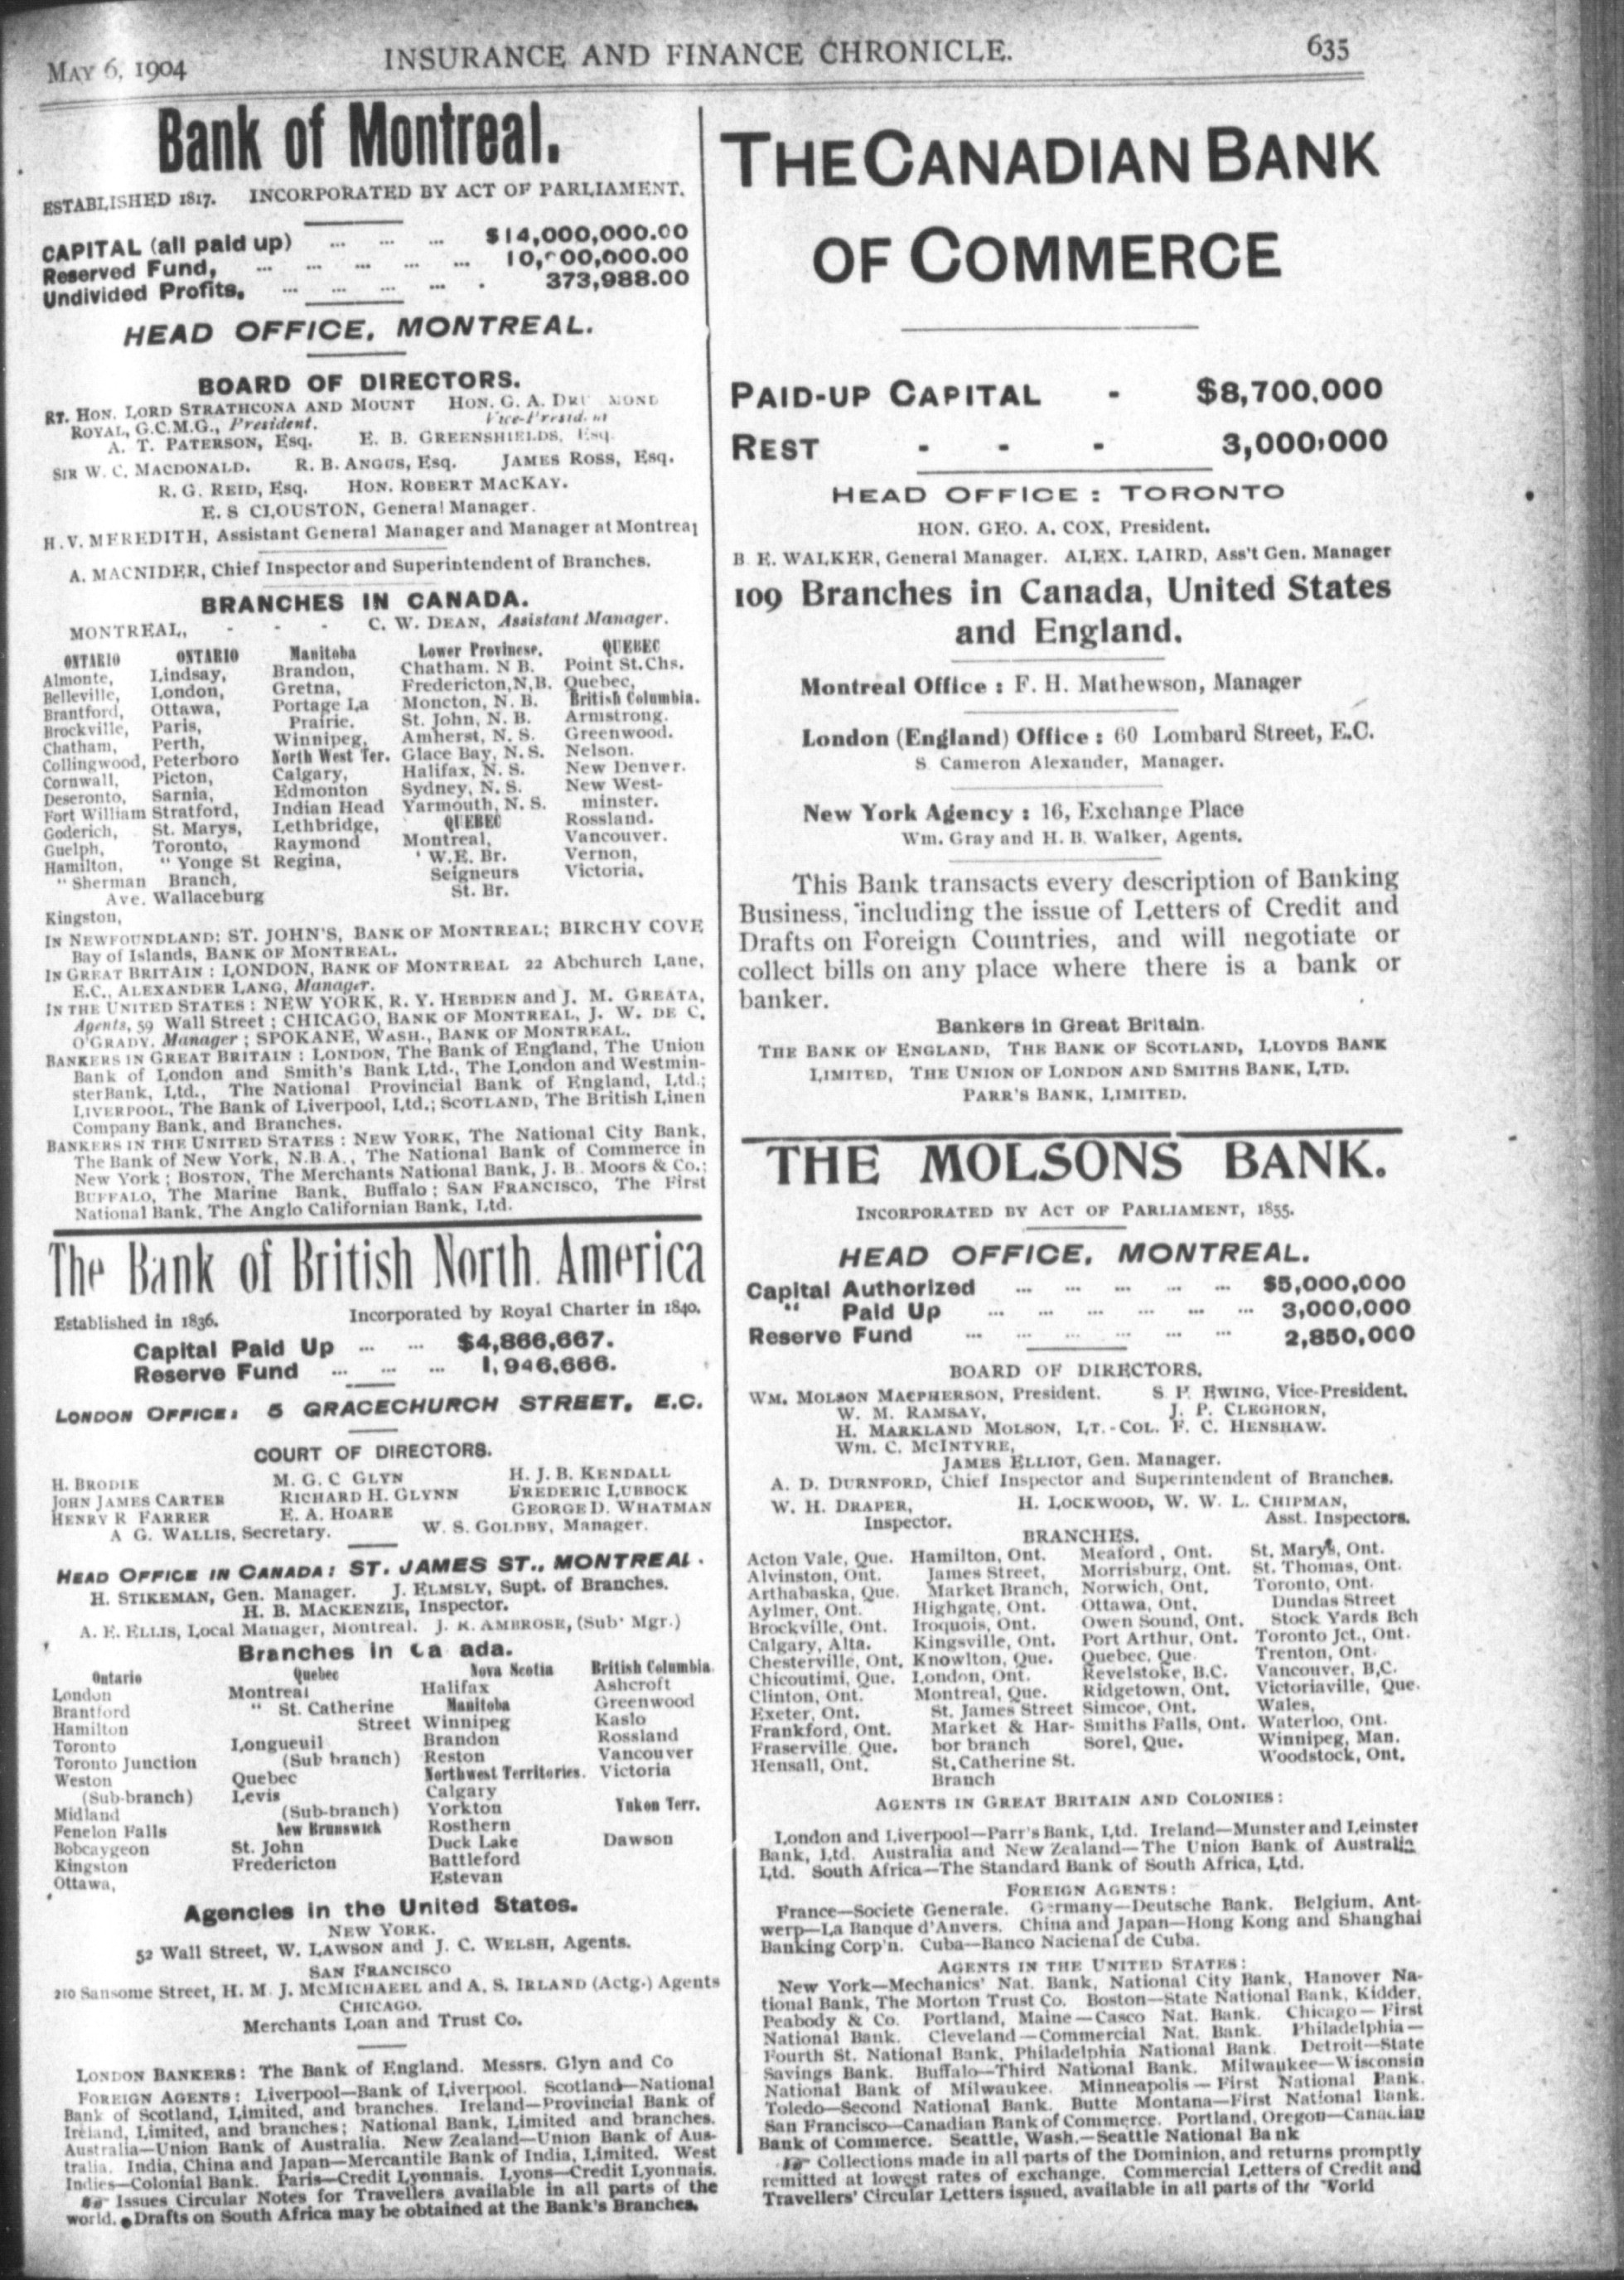 MAY 6, 1904
INSURANCE AND FINANCE CHRONICLE.
635
Bank of Montreal.
ESTABLISHED 1817. INCORPORATED BY ACT OF PARLIAMENT.
CAPITAL (all paid up) ... ... ... $14,000,000.00
Reserved Fund, ... ... ... ... ... 10, 00,000.00
Undivided Profits, ... ... ... ... . 373,988.00
HEAD OFFICE, MONTREAL.
BOARD OF DIRECTORS.
RT. HON. LORD STRATHCONA AND MOUNT HON. G. A. DRU MOND
ROYAL, G.C.M.G., President. Vice-President
A. T. PATERSON, Esq. E. B. GREENSHIELDS, Esq.
SIR W. C. MACDONALD. R. B. ANGUS, Esq. JAMES ROSS, Esq.
R. G. REID, Esq. HON. ROBERT MACKAY.
E. S CLOUSTON, General Manager.
H. V. MEREDITH, Assistant General Manager and Manager at Montreal
A. MACNIDER, Chief Inspector and Superintendent of Branches.
BRANCHES IN CANADA.
MONTREAL, - - - C. W. DEAN, Assistant Manager.
ONTARIO
Almonte,
Belleville,
Brantford,
Brockville,
Chatham,
Collingwood,
Cornwall,
Deseronto,
Fort William
Goderich,
Guelph,
Hamilton,
" Sherman
Ave.
Kingston,
ONTARIO
Lindsay,
London,
Ottawa,
Paris,
Perth,
Peterboro
Picton,
Sarnia,
Stratford,
St. Marys,
Toronto,
" Yonge St
Branch,
Wallaceburg
Manitoba
Brandon,
Gretna,
Portage La
Prairie.
Winnipeg,
North West Ter.
Calgary,
Edmonton
Indian Head
Lethbridge,
Raymond
Regina,
Lower Provinese,
Chatham. N B.
Fredericton, N,B.
Moncton, N. B.
St. John, N. B.
Amherst, N. S.
Glace Bay, N. S.
Halifax, N. S.
Sydney, N. S.
Yarmouth, N. S.
QUEBEC
Montreal,
" W.E. Br.
Seigneurs
St. Br.
QUEBEC
Point St. Chs.
Quebec,
British Columbia.
Armstrong.
Greenwood.
Nelson.
New Denver.
New West-
minster.
Rossland.
Vancouver.
Vernon,
Victoria.
IN NEWFOUNDLAND: ST. JOHN'S, BANK OF MONTREAL; BIRCHY COVE
Bay of Islands, BANK OF MONTREAL.
IN GREAT BRITAIN : LONDON, BANK OF MONTREAL 22 Abchurch Lane,
E.C., ALEXANDER LANG, Manager.
IN THE UNITED STATES : NEW YORK, R. Y. HEBDEN and J. M. GREATA,
Agents, 59 Wall Street ; CHICAGO, BANK OF MONTREAL, J. W. DE C.
O'GRADY. Manager ; SPOKANE, WASH., BANK OF MONTREAL.
BANKERS IN GREAT BRITAIN : LONDON, The Bank of England, The Union
Bank of London and Smith's Bank Ltd., The London and Westmin-
sterBank, Ltd., The National Provincial Bank of England, Ltd.;
LIVERPOOL, The Bank of Liverpool, Ltd.; SCOTLAND, The British Linen
Company Bank, and Branches.
BANKERS IN THE UNITED STATES : NEW YORK, The National City Bank,
The Bank of New York, N.B.A., The National Bank of Commerce in
New York ; BOSTON, The Merchants National Bank, J. B. Moors & Co.;
BUFFALO, The Marine Bank, Buffalo ; SAN FRANCISCO, The First
National Bank, The Anglo Californian Bank, Ltd.
The Bank of British North America
Established in 1836. Incorporated by Royal Charter in 1840.
Capital Paid Up ... ... $4,866,667.
Reserve Fund ... ... ... 1,946,666.
LONDON OFFICE: 5 GRACECHURCH STREET, E.C.
COURT OF DIRECTORS.
H. BRODIE M. G. C GLYN H. J. B. KENDALL
JOHN JAMES CARTER RICHARD H. GLYNN FREDERIC LUBBOCK
HENRY R FARRER E. A. HOARE GEORGE D. WHATMAN
A G. WALLIS, Secretary. W. S. GOLDBY, Manager.
HEAD OFFICE IN CANADA: ST. JAMES ST., MONTREAL.
H. STIKEMAN, Gen. Manager. J. ELMSLY, Supt. of Branches.
H. B. MACKENZIE, Inspector.
A. E. ELLIS, Local Manager, Montreal. J. R. AMBROSE, (Sub Mgr.)
Branches in Ca ada.
Ontario
London
Brantford
Hamilton
Toronto
Toronto Junction
Weston
(Sub-branch)
Midland
Fenelon Falls
Bobcaygeon
Kingston
Ottawa,
Quebec
Montreal
" St. Catherine
Street
Longueuil
(Sub branch)
Quebec
Levis
(Sub-branch)
New Brunswick
St. John
Fredericton
Nova Scotia
Halifax
Manitoba
Winnipeg
Brandon
Reston
Northwest Territories.
Calgary
Yorkton
Rosthern
Duck Lake
Battleford
Estevan
British Columbia.
Ashcroft
Greenwood
Kaslo
Rossland
Vancouver
Victoria
Yukon Terr.
Dawson
Agencies in the United States.
NEW YORK.
52 Wall Street, W. LAWSON and J. C. WELSH, Agents.
SAN FRANCISCO
210 Sansome Street, H. M. J. MCMICHAEEL and A. S. IRLAND (Actg.) Agents
CHICAGO.
Merchants Loan and Trust Co.
LONDON BANKERS: The Bank of England. Messrs. Glyn and Co
FOREIGN AGENTS: Liverpool—Bank of Liverpool. Scotland—National
Bank of Scotland, Limited, and branches. Ireland—Provincial Bank of
Ireland, Limited, and branches; National Bank, Limited and branches.
Australia—Union Bank of Australia. New Zealand—Union Bank of Aus-
tralia. India, China and Japan—Mercantile Bank of India, Limited. West
Indies—Colonial Bank. Paris—Credit Lyonnais. Lyons—Credit Lyonnais.
Issues Circular Notes for Travellers available in all parts of the
world. Drafts on South Africa may be obtained at the Bank's Branches.
THE CANADIAN BANK
OF COMMERCE
PAID-UP CAPITAL - $8,700,000
REST - - - 3,000,000
HEAD OFFICE : TORONTO
HON. GEO. A. COX, President.
B. E. WALKER, General Manager. ALEX. LAIRD, Ass't Gen. Manager
109 Branches in Canada, United States
and England.
Montreal Office : F. H. Mathewson, Manager
London (England) Office : 60 Lombard Street, E.C.
S Cameron Alexander, Manager.
New York Agency : 16, Exchange Place
Wm. Gray and H. B. Walker, Agents.
This Bank transacts every description of Banking
Business, including the issue of Letters of Credit and
Drafts on Foreign Countries, and will negotiate or
collect bills on any place where there is a bank or
banker.
Bankers in Great Britain.
THE BANK OF ENGLAND, THE BANK OF SCOTLAND, LLOYDS BANK
LIMITED, THE UNION OF LONDON AND SMITHS BANK, LTD.
PARR'S BANK, LIMITED.
THE MOLSONS BANK.
INCORPORATED BY ACT OF PARLIAMENT, 1855.
HEAD OFFICE, MONTREAL.
Capital Authorized ... ... ... ... ... $5,000,000
" Paid Up ... ... ... ... ... ... 3,000,000
Reserve Fund ... ... ... ... ... ... 2,850,000
BOARD OF DIRECTORS.
WM. MOLSON MACPHERSON, President. S. H. EWING, Vice-President.
W. M. RAMSAY, J. P. CLEGHORN,
H. MARKLAND MOLSON, LT.-COL. F. C. HENSHAW.
Wm. C. MCINTYRE,
JAMES ELLIOT, Gen. Manager.
A. D. DURNFORD, Chief Inspector and Superintendent of Branches.
W. H. DRAPER, H. LOCKWOOD, W. W. L. CHIPMAN,
Inspector. Asst. Inspectors.
BRANCHES.
Acton Vale, Que.
Alvinston, Ont.
Arthabaska, Que.
Aylmer, Ont.
Brockville, Ont.
Calgary, Alta.
Chesterville, Ont.
Chicoutimi, Que.
Clinton, Ont.
Exeter, Ont.
Frankford, Ont.
Fraserville, Que.
Hensall, Ont.
Hamilton, Ont.
James Street,
Market Branch,
Highgate, Ont.
Iroquois, Ont.
Kingsville, Ont.
Knowlton, Que.
London, Ont.
Montreal, Que.
St. James Street
Market & Har-
bor branch
St. Catherine St.
Branch
Meaford , Ont.
Morrisburg, Ont.
Norwich, Ont.
Ottawa, Ont.
Owen Sound, Ont.
Port Arthur, Ont.
Quebec, Que.
Revelstoke, B.C.
Ridgetown, Ont.
Simcoe, Ont.
Smiths Falls, Ont.
Sorel, Que.
St. Marys, Ont.
St. Thomas, Ont.
Toronto, Ont.
Dundas Street
Stock Yards Bch
Toronto Jct., Ont.
Trenton, Ont.
Vancouver, B,C.
Victoriaville, Que.
Wales,
Waterloo, Ont.
Winnipeg, Man.
Woodstock, Ont.
AGENTS IN GREAT BRITAIN AND COLONIES :
London and Liverpool—Parr's Bank, Ltd. Ireland—Munster and Leinster
Bank, Ltd. Australia and New Zealand—The Union Bank of Australia
Ltd. South Africa—The Standard Bank of South Africa, Ltd.
FOREIGN AGENTS :
France—Societe Generale. Germany—Deutsche Bank. Belgium, Ant-
werp—La Banque d'Anvers. China and Japan—Hong Kong and Shanghai
Banking Corp'n. Cuba—Banco Nacienal de Cuba.
AGENTS IN THE UNITED STATES :
New York—Mechanics' Nat. Bank, National City Bank, Hanover Na-
tional Bank, The Morton Trust Co. Boston—State National Bank, Kidder,
Peabody & Co. Portland, Maine—Casco Nat. Bank. Chicago—First
National Bank. Cleveland—Commercial Nat. Bank. Philadelphia—
Fourth St. National Bank, Philadelphia National Bank. Detroit—State
Savings Bank. Buffalo—Third National Bank. Milwaukee—Wisconsin
National Bank of Milwaukee. Minneapolis—First National Bank.
Toledo—Second National Bank. Butte Montana—First National Bank.
San Francisco—Canadian Bank of Commerce. Portland, Oregon—Canadian
Bank of Commerce. Seattle, Wash.—Seattle National Bank
Collections made in all parts of the Dominion, and returns promptly
remitted at lowest rates of exchange. Commercial Letters of Credit and
Travellers' Circular Letters issued, available in all parts of the World